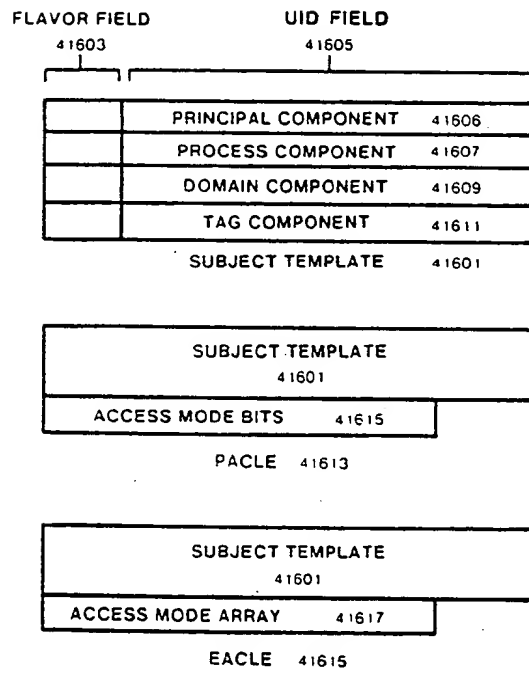 FLAVOR FIELD UID FIELD
41603 41605
PRINCIPAL COMPONENT 41606
PROCESS COMPONENT 41607
DOMAIN COMPONENT 41609
TAG COMPONENT 41611
SUBJECT TEMPLATE 41601
SUBJECT TEMPLATE
41601
ACCESS MODE BITS 41615
PACLE 41613
SUBJECT TEMPLATE
41601
ACCESS MODE ARRAY 41617
EACLE 41615